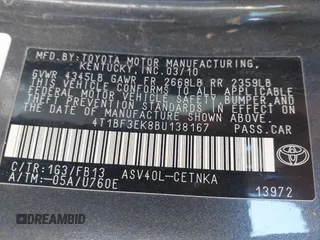 MFD. BY: TOYOTA MOTOR MANUFACTURING,
KENTUCKY INC. 03/10
GVWR 4345LB GAWR FR 2668LB RR 2359LB
THIS VEHICLE CONFORMS TO ALL APPLICABLE
FEDERAL MOTOR VEHICLE SAFETY, BUMPER, AND
THEFT PREVENTION STANDARDS IN EFFECT ON
THE DATE OF MANUFACTURE SHOWN ABOVE.
4T1BF3EK8BU138167 PASS. CAR
C/TR: 1G3/FB13 ASV40L-CETNKA
A/TM: -05A/U760E
TOYOTA
13972
DREAMBID